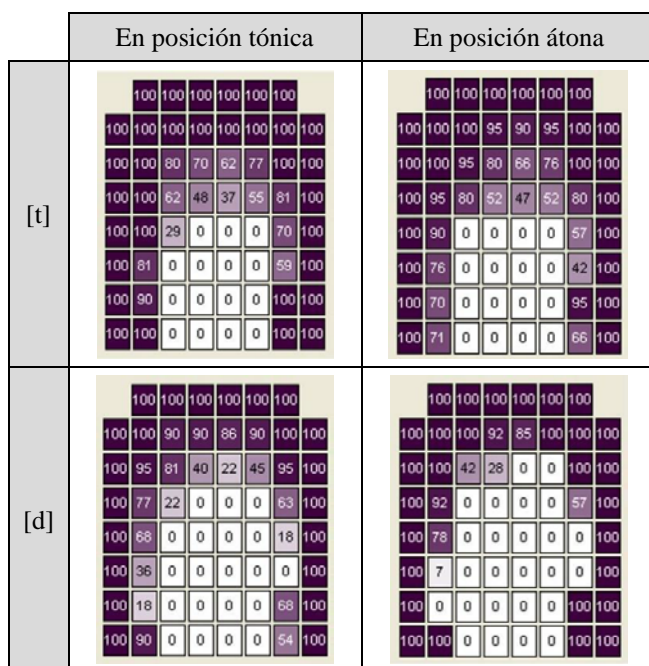 En posición tónica
En posición átona
[t]
100 100 100 100 100 100
100 100 100 100 100 100 100 100
100 100 80 70 62 77 100 100
100 100 62 48 37 55 81 100
100 100 29 0 0 0 70 100
100 81 0 0 0 0 59 100
100 90 0 0 0 0 100 100
100 100 0 0 0 0 100 100
100 100 100 100 100 100
100 100 100 95 90 95 100 100
100 100 95 80 66 76 100 100
100 95 80 52 47 52 80 100
100 90 0 0 0 0 57 100
100 76 0 0 0 0 42 100
100 70 0 0 0 0 95 100
100 71 0 0 0 0 66 100
[d]
100 100 100 100 100 100
100 100 90 90 86 90 100 100
100 95 81 40 22 45 95 100
100 77 22 0 0 0 63 100
100 68 0 0 0 0 18 100
100 36 0 0 0 0 0 100
100 18 0 0 0 0 68 100
100 90 0 0 0 0 54 100
100 100 100 100 100 100
100 100 100 92 85 100 100 100
100 100 42 28 0 0 100 100
100 92 0 0 0 0 57 100
100 78 0 0 0 0 0 100
100 7 0 0 0 0 0 100
100 0 0 0 0 0 100 100
100 100 0 0 0 0 100 100